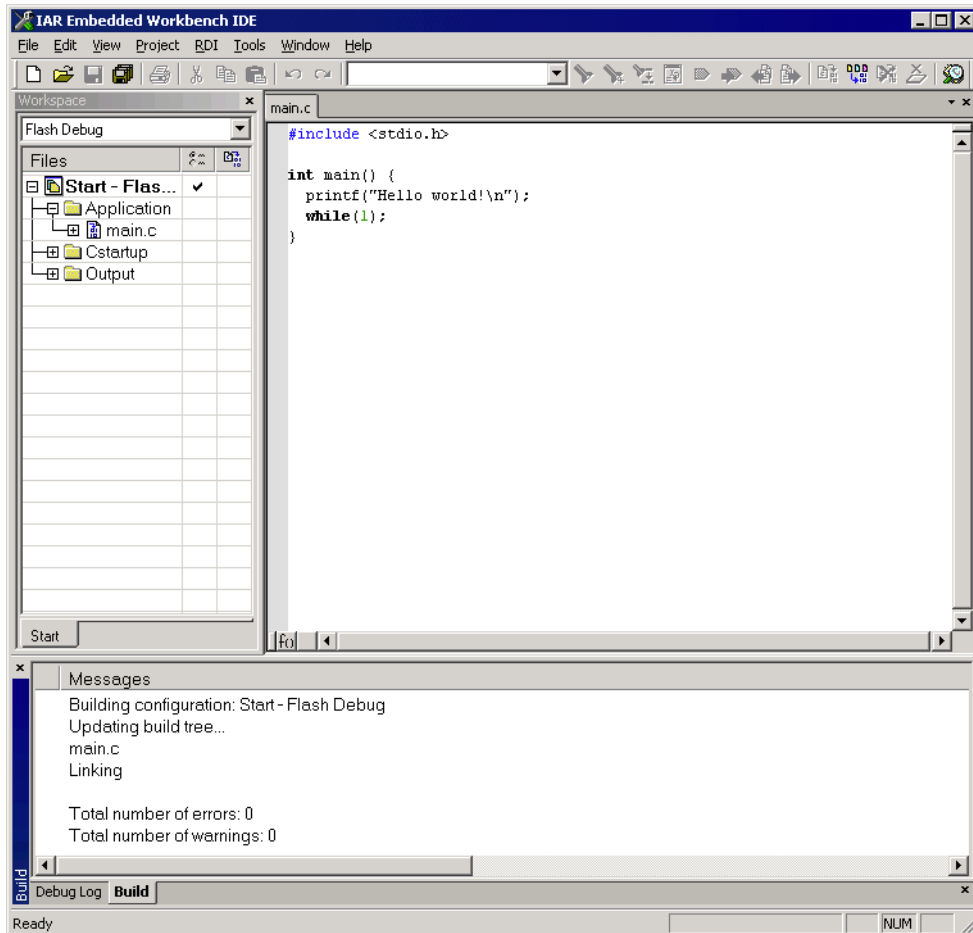 IAR Embedded Workbench IDE
File Edit View Project RDI Tools Window Help
Workspace
Flash Debug
Files
Start - Flas...
Application
main.c
Cstartup
Output
Start
main.c
#include <stdio.h>
int main() {
printf("Hello world!\n");
while(1);
}
f()
Messages
Building configuration: Start - Flash Debug
Updating build tree...
main.c
Linking
Total number of errors: 0
Total number of warnings: 0
Build
Debug Log Build
Ready
NUM